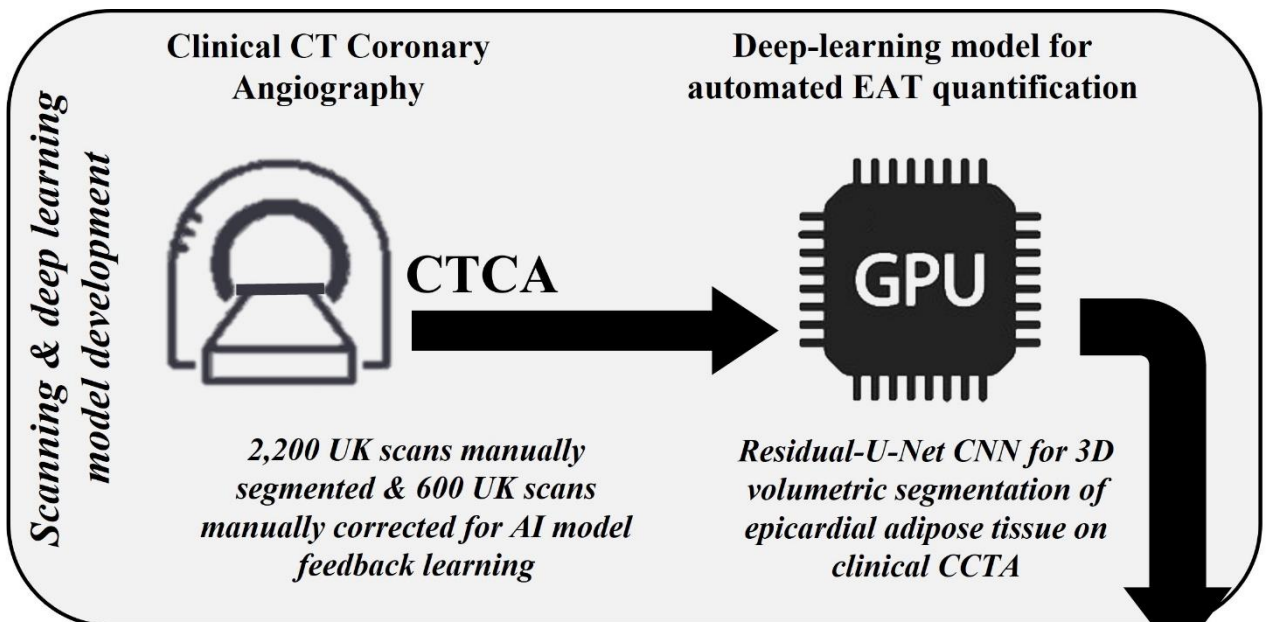 Scanning & deep learning
model development
Clinical CT Coronary
Angiography
Deep-learning model for
automated EAT quantification
CTCA
GPU
2,200 UK scans manually
segmented & 600 UK scans
manually corrected for AI model
feedback learning
Residual-U-Net CNN for 3D
volumetric segmentation of
epicardial adipose tissue on
clinical CCTA